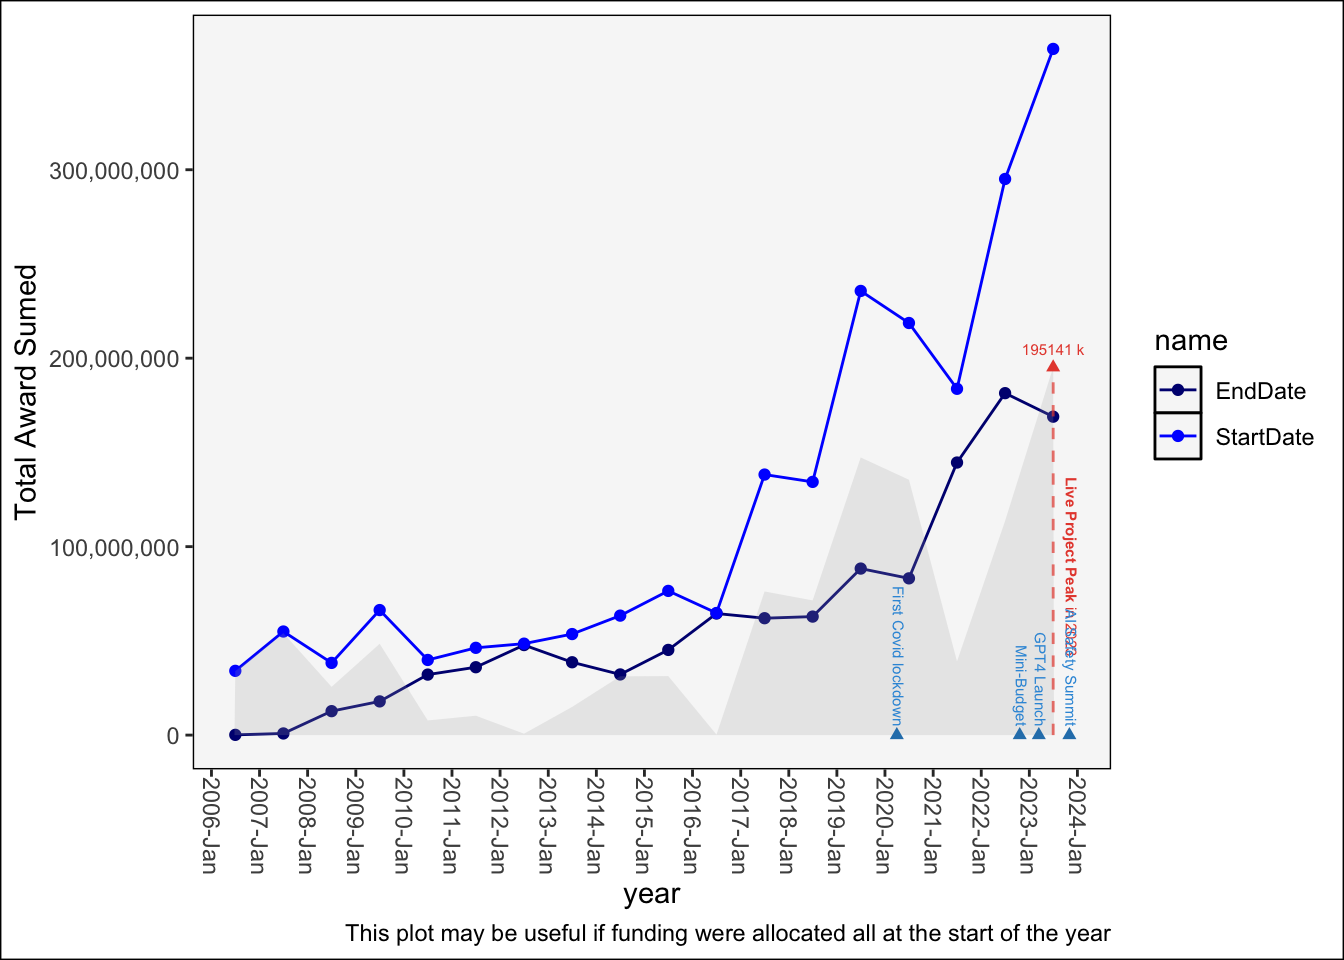 300,000,000
200,000,000
100,000,000
0
Total Award Sumed
195141 k
Live Project Peak in 2023
First Covid lockdown
Mini-Budget
GPT4 Launch
AI Safety Summit
2006-Jan
2007-Jan
2008-Jan
2009-Jan
2010-Jan
2011-Jan
2012-Jan
2013-Jan
2014-Jan
2015-Jan
2016-Jan
2017-Jan
2018-Jan
2019-Jan
2020-Jan
2021-Jan
2022-Jan
2023-Jan
2024-Jan
year
name
EndDate
StartDate
This plot may be useful if funding were allocated all at the start of the year